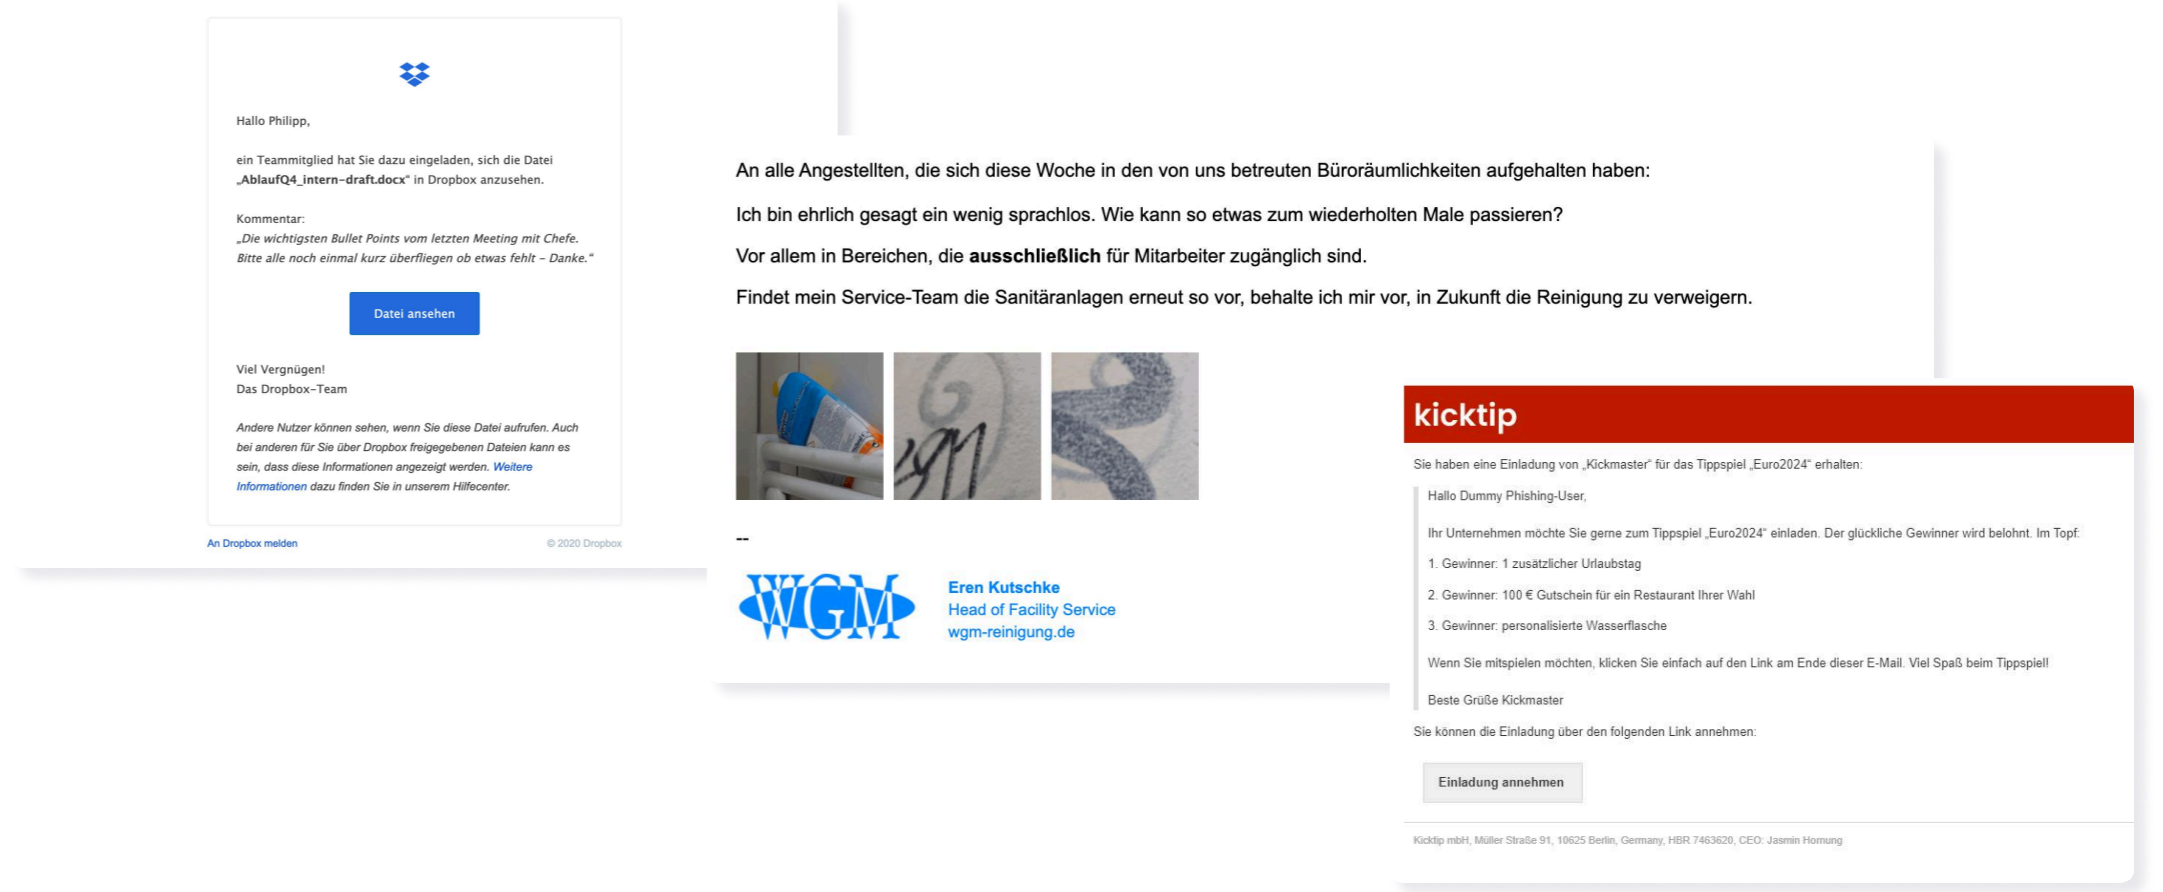 Hallo Philipp,
ein Teammitglied hat Sie dazu eingeladen, sich die Datei
„AblaufQ4_intern-draft.docx“ in Dropbox anzusehen.
Kommentar:
„Die wichtigsten Bullet Points vom letzten Meeting mit Chefe.
Bitte alle noch einmal kurz überfliegen ob etwas fehlt – Danke.“
Datei ansehen
Viel Vergnügen!
Das Dropbox-Team
Andere Nutzer können sehen, wenn Sie diese Datei aufrufen. Auch
bei anderen für Sie über Dropbox freigegebenen Dateien kann es
sein, dass diese Informationen angezeigt werden. Weitere
Informationen dazu finden Sie in unserem Hilfecenter.
An Dropbox melden
© 2020 Dropbox
An alle Angestellten, die sich diese Woche in den von uns betreuten Büroräumlichkeiten aufgehalten haben:
Ich bin ehrlich gesagt ein wenig sprachlos. Wie kann so etwas zum wiederholten Male passieren?
Vor allem in Bereichen, die ausschließlich für Mitarbeiter zugänglich sind.
Findet mein Service-Team die Sanitäranlagen erneut so vor, behalte ich mir vor, in Zukunft die Reinigung zu verweigern.
--
WGM
Eren Kutschke
Head of Facility Service
wgm-reinigung.de
kicktip
Sie haben eine Einladung von „Kickmaster“ für das Tippspiel „Euro2024“ erhalten:
Hallo Dummy Phishing-User,
Ihr Unternehmen möchte Sie gerne zum Tippspiel „Euro2024“ einladen. Der glückliche Gewinner wird belohnt. Im Topf:
1. Gewinner: 1 zusätzlicher Urlaubstag
2. Gewinner: 100 € Gutschein für ein Restaurant Ihrer Wahl
3. Gewinner: personalisierte Wasserflasche
Wenn Sie mitspielen möchten, klicken Sie einfach auf den Link am Ende dieser E-Mail. Viel Spaß beim Tippspiel!
Beste Grüße Kickmaster
Sie können die Einladung über den folgenden Link annehmen:
Einladung annehmen
Kicktip mbH, Müller Straße 91, 10625 Berlin, Germany, HBR 7463620, CEO: Jasmin Hornung